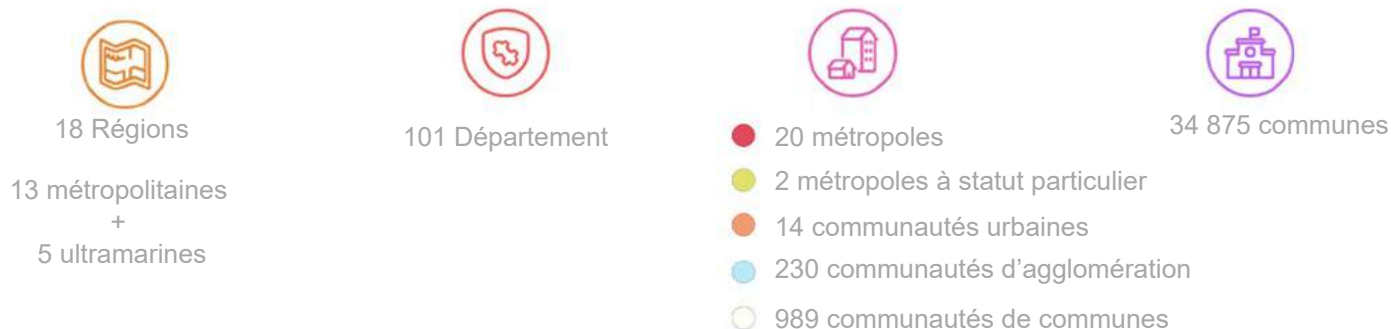 18 Régions
13 métropolitaines
+
5 ultramarines
101 Département
20 métropoles
2 métropoles à statut particulier
14 communautés urbaines
230 communautés d’agglomération
989 communautés de communes
34 875 communes